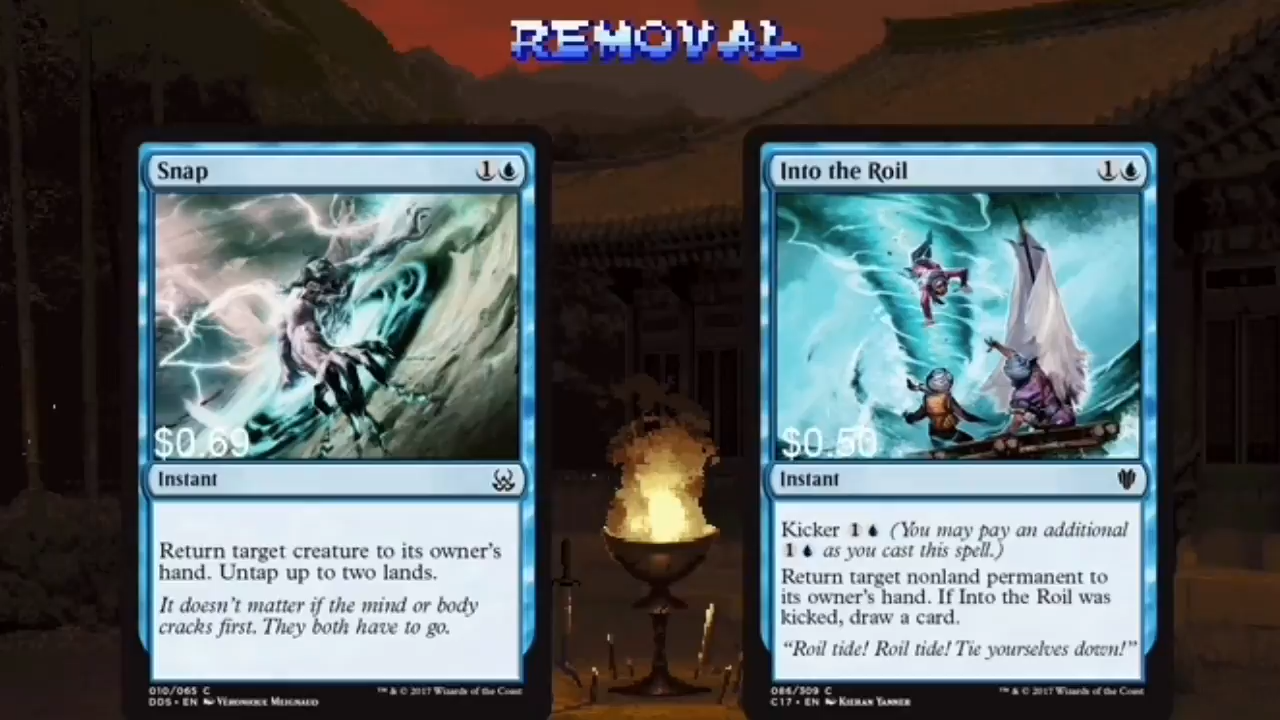 REMOVAL
Snap 1
$0.69
Instant
Return target creature to its owner's
hand. Untap up to two lands.
It doesn't matter if the mind or body
cracks first. They both have to go.
010/065 C
™ & © 2017 Wizards of the Coast
DDS • EN Véronique Meignaud
Into the Roil 1
$0.50
Instant
Kicker 1 (You may pay an additional
1 as you cast this spell.)
Return target nonland permanent to
its owner's hand. If Into the Roil was
kicked, draw a card.
“Roil tide! Roil tide! Tie yourselves down!”
086/309 C
™ & © 2017 Wizards of the Coast
C17 • EN Kieran Yanner